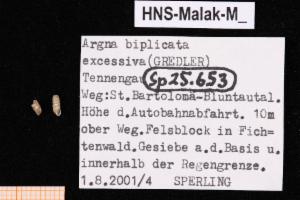 HNS-Malak-M_
Argna biplicata
excessiva (GREDLER)
Tennengau
Sp25.653
Weg:St.Bartolomä-Bluntautal.
Höhe d.Autobahnabfahrt. 10m
ober Weg.Felsblock in Fich-
tenwald.Gesiebe a.d.Basis u.
innerhalb der Regengrenze.
1.8.2001/4 SPERLING